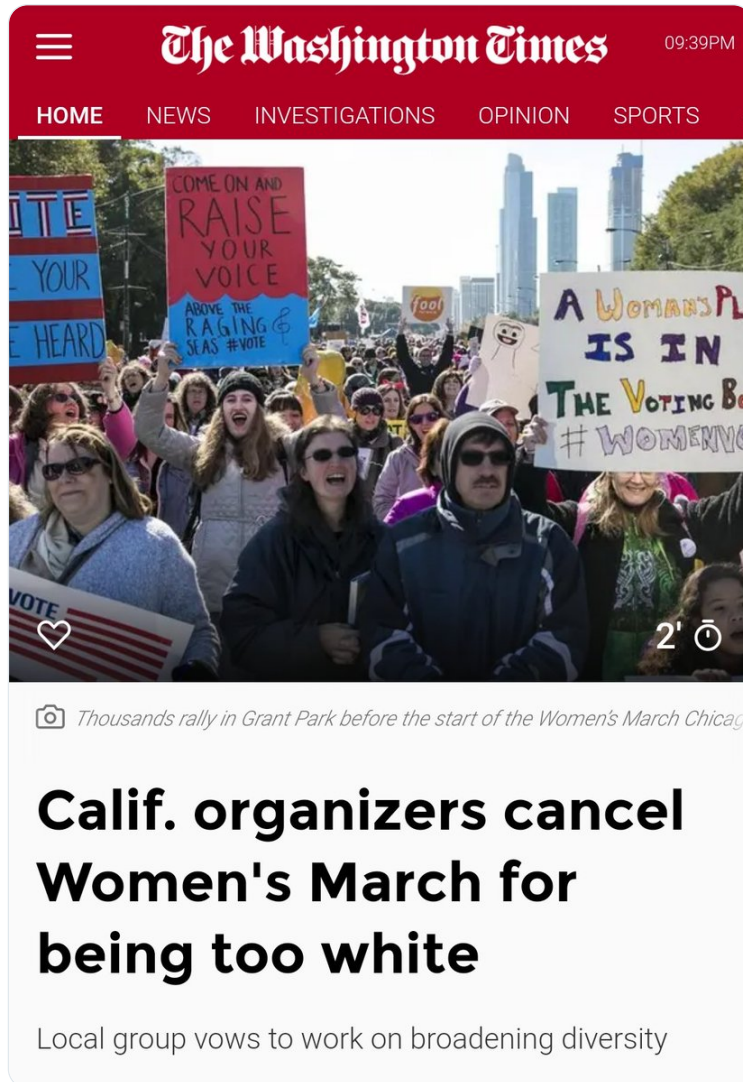 The Washington Times
09:39PM
HOME NEWS INVESTIGATIONS OPINION SPORTS
YOUR
HEARD
COME ON AND
RAISE
YOUR
VOICE
ABOVE THE
RAGING
SEAS #VOTE
fool
A WOMAN'S
IS IN
THE VOTING
#
VOTE
2'
Thousands rally in Grant Park before the start of the Women's March
Calif. organizers cancel
Women's March for
being too white
Local group vows to work on broadening diversity